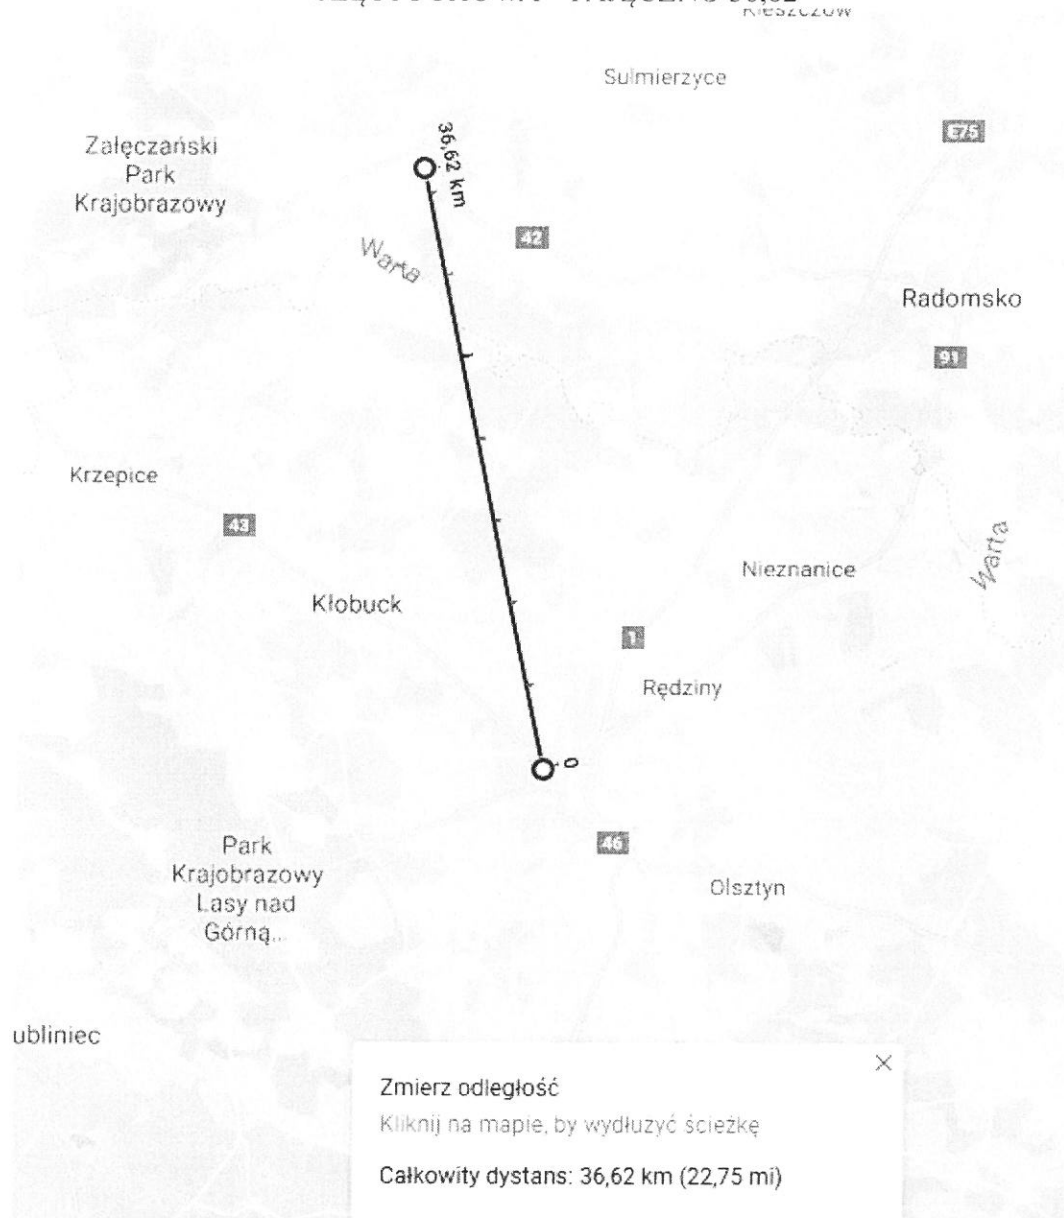 Sulmierzyce
E75
Załęczański
Park
Krajobrazowy
36,62 km
42
Warta
Radomsko
91
Krzepice
43
Warta
Nieznanice
Kłobuck
1
Rędziny
0
46
Park
Krajobrazowy
Lasy nad
Górną...
Olsztyn
ubliniec
Zmierz odległość
Kliknij na mapie, by wydłużyć ścieżkę
Całkowity dystans: 36,62 km (22,75 mi)